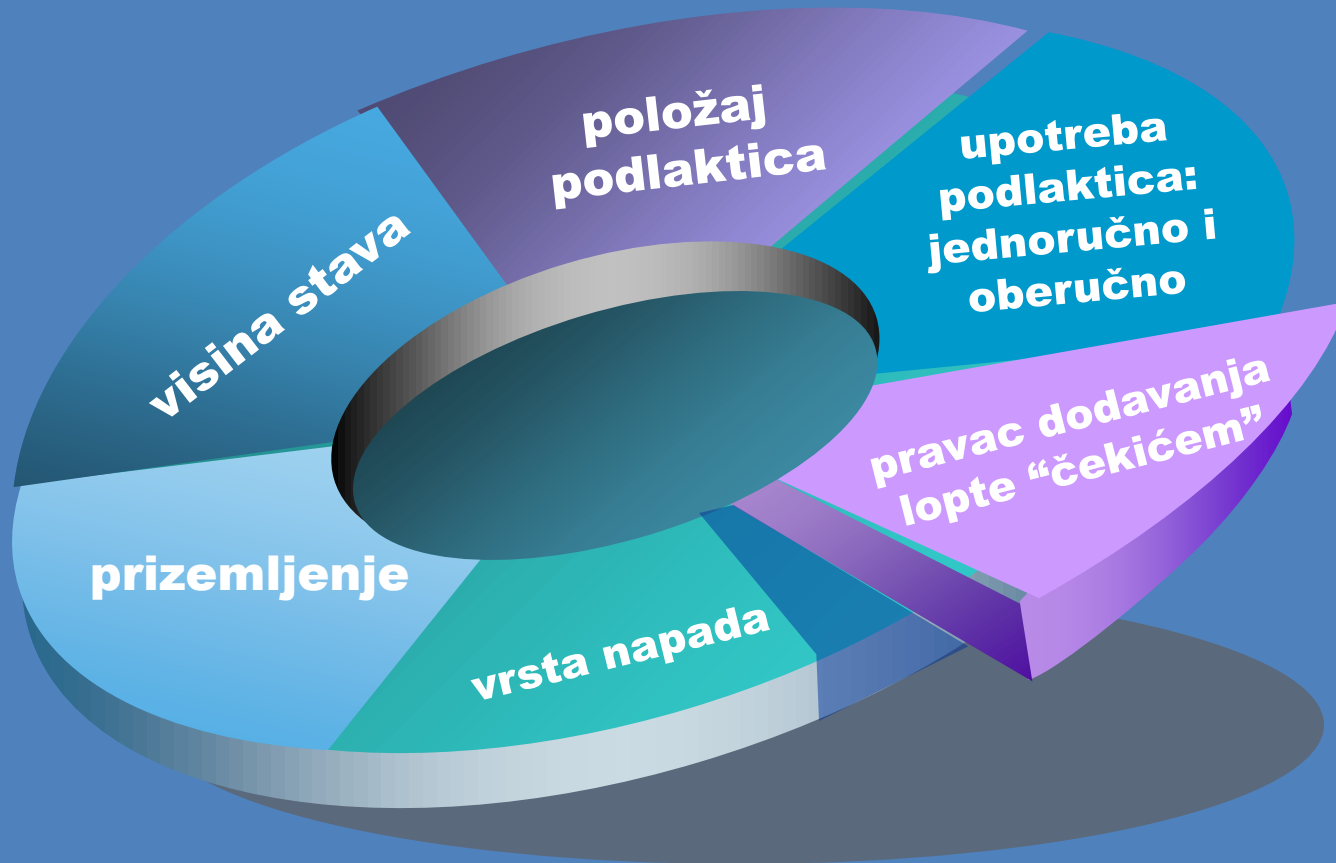 položaj
podlaktica
upotreba
podlaktica:
jednoručno i
oberučno
visina stava
pravac dodavanja
lopte “čekićem”
prizemljenje
vrsta napada